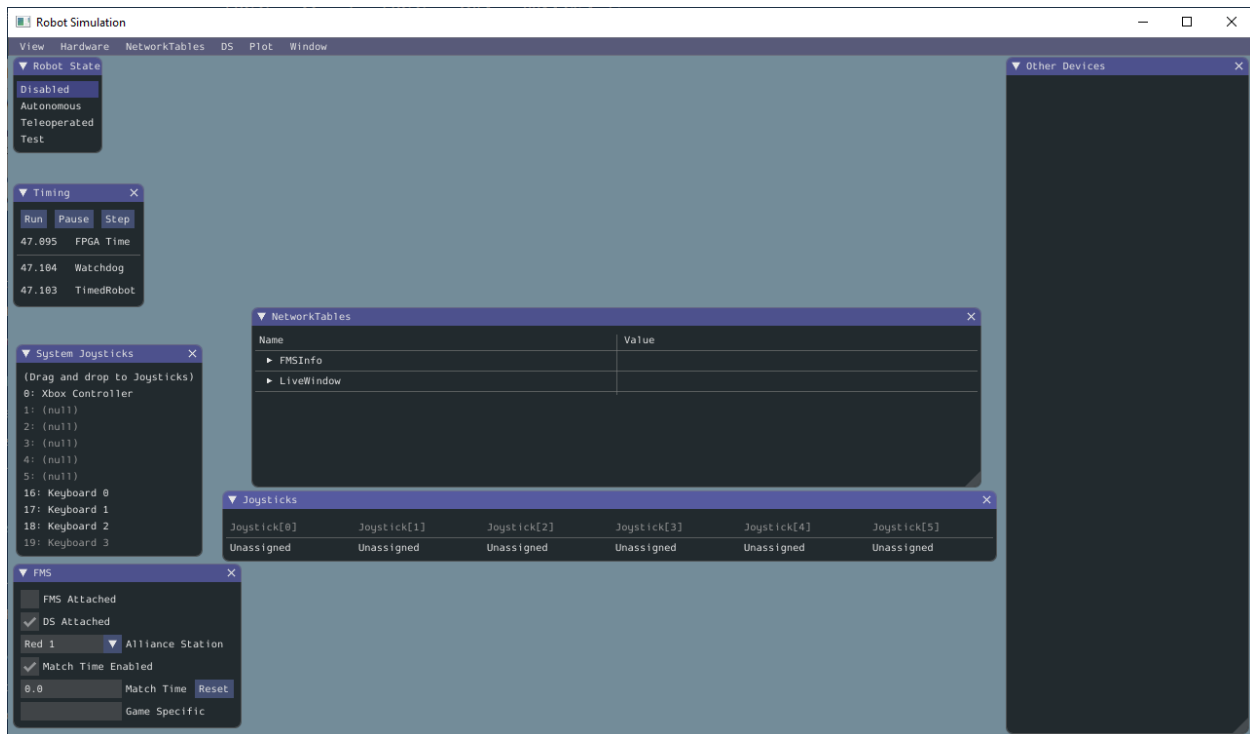 Robot Simulation
View Hardware NetworkTables DS Plot Window
Robot State
Disabled
Autonomous
Teleoperated
Test
Timing
Run Pause Step
47.095 FPGA Time
47.104 Watchdog
47.103 TimedRobot
System Joysticks
(Drag and drop to Joysticks)
0: Xbox Controller
1: (null)
2: (null)
3: (null)
4: (null)
5: (null)
16: Keyboard 0
17: Keyboard 1
18: Keyboard 2
19: Keyboard 3
FMS
FMS Attached
DS Attached
Red 1 Alliance Station
Match Time Enabled
0.0 Match Time Reset
Game Specific
NetworkTables
Name Value
FMSInfo
LiveWindow
Joysticks
Joystick[0] Joystick[1] Joystick[2] Joystick[3] Joystick[4] Joystick[5]
Unassigned Unassigned Unassigned Unassigned Unassigned Unassigned
Other Devices